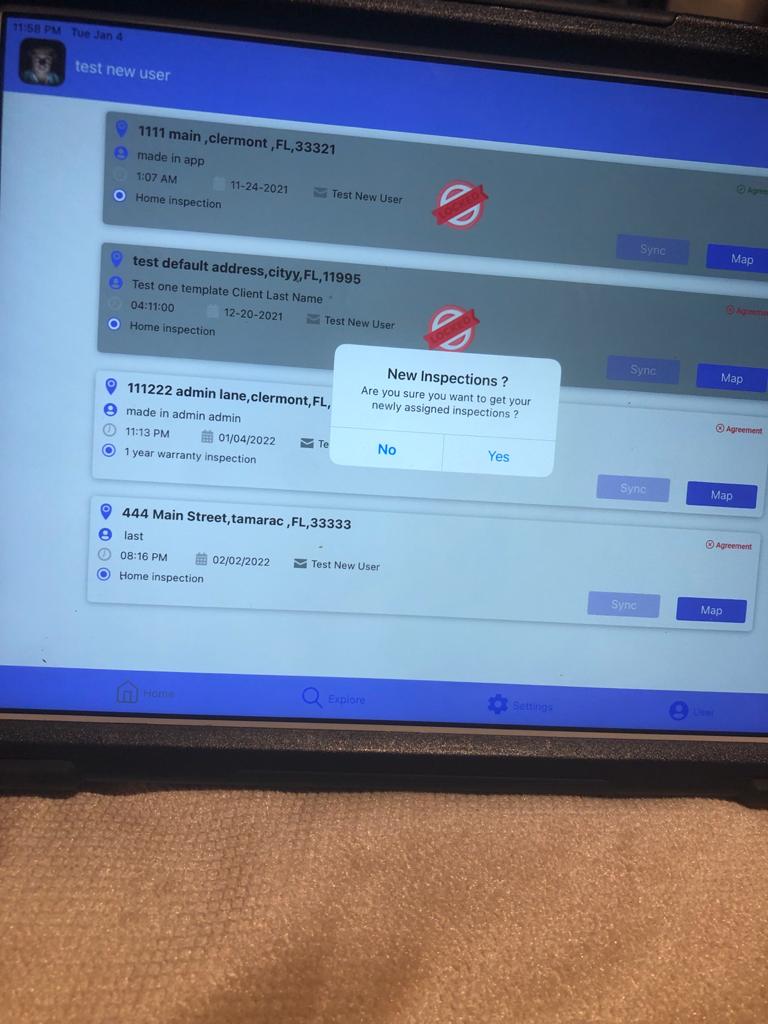 11:58 PM Tue Jan 4
test new user
1111 main ,clermont ,FL,33321
made in app
1:07 AM 11-24-2021 Test New User
Home inspection
LOCKED
Sync Map
test default address,cityy,FL,11995
Test one template Client Last Name
04:11:00 12-20-2021 Test New User
Home inspection
LOCKED
Sync Map
New Inspections ?
Are you sure you want to get your
newly assigned inspections ?
No Yes
111222 admin lane,clermont,FL,
made in admin admin
Agreement
11:13 PM 01/04/2022 Te
1 year warranty inspection
Sync Map
444 Main Street,tamarac ,FL,33333
last
Agreement
08:16 PM 02/02/2022 Test New User
Home inspection
Sync Map
Home Explore Settings User